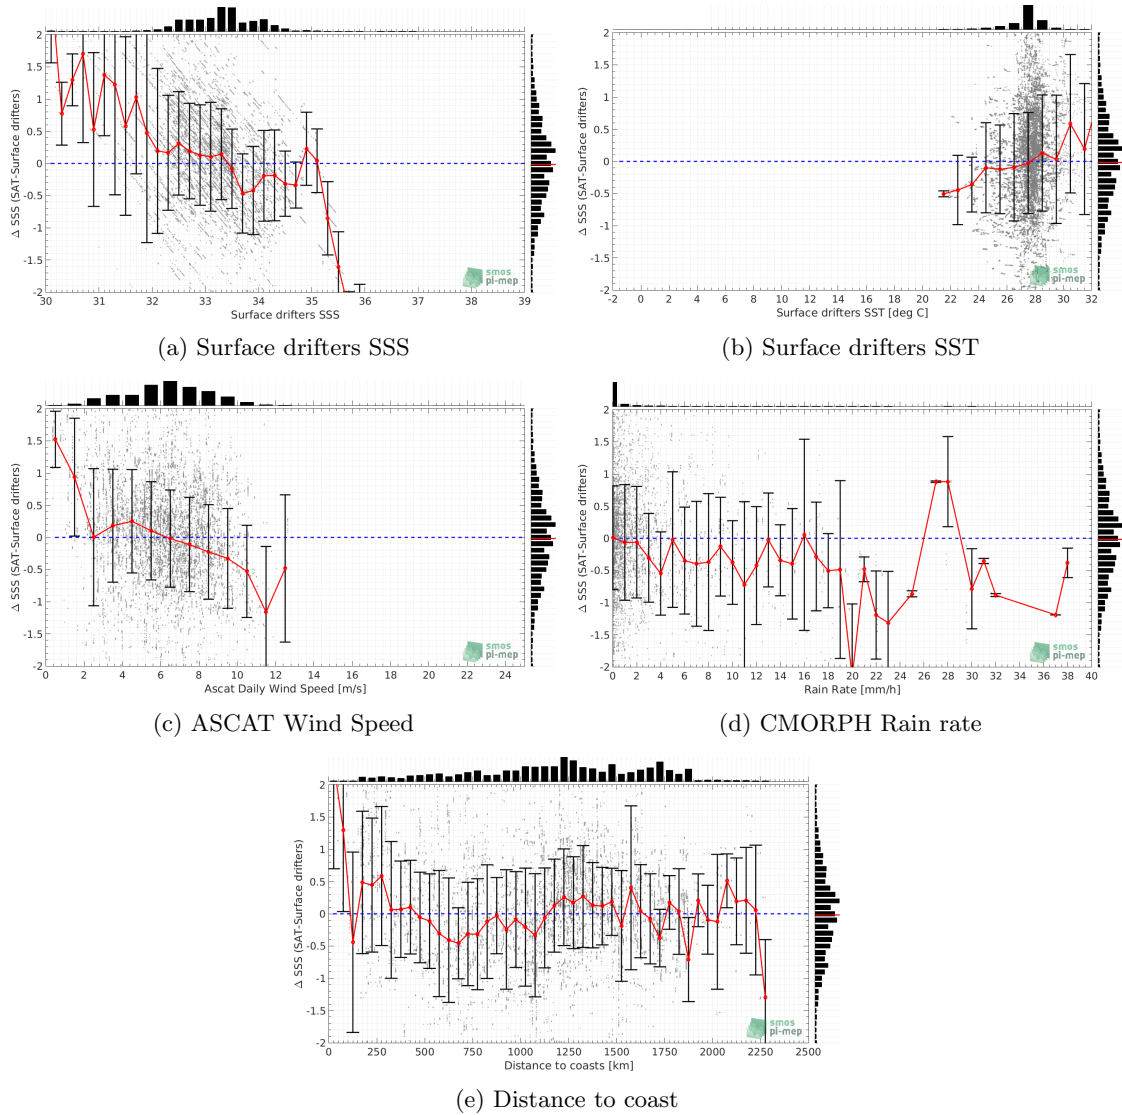 2
1.5
1
0.5
0
-0.5
-1
-1.5
-2
Δ SSS (SAT-Surface drifters)
30 31 32 33 34 35 36 37 38 39
Surface drifters SSS
smos
pi-mep
(a) Surface drifters SSS
2
1.5
1
0.5
0
-0.5
-1
-1.5
-2
Δ SSS (SAT-Surface drifters)
-2 0 2 4 6 8 10 12 14 16 18 20 22 24 26 28 30 32
Surface drifters SST [deg C]
smos
pi-mep
(b) Surface drifters SST
2
1.5
1
0.5
0
-0.5
-1
-1.5
-2
Δ SSS (SAT-Surface drifters)
0 2 4 6 8 10 12 14 16 18 20 22 24
Ascat Daily Wind Speed [m/s]
smos
pi-mep
(c) ASCAT Wind Speed
2
1.5
1
0.5
0
-0.5
-1
-1.5
-2
Δ SSS (SAT-Surface drifters)
0 2 4 6 8 10 12 14 16 18 20 22 24 26 28 30 32 34 36 38 40
Rain Rate [mm/h]
smos
pi-mep
(d) CMORPH Rain rate
2
1.5
1
0.5
0
-0.5
-1
-1.5
-2
Δ SSS (SAT-Surface drifters)
0 250 500 750 1000 1250 1500 1750 2000 2250 2500
Distance to coasts [km]
smos
pi-mep
(e) Distance to coast